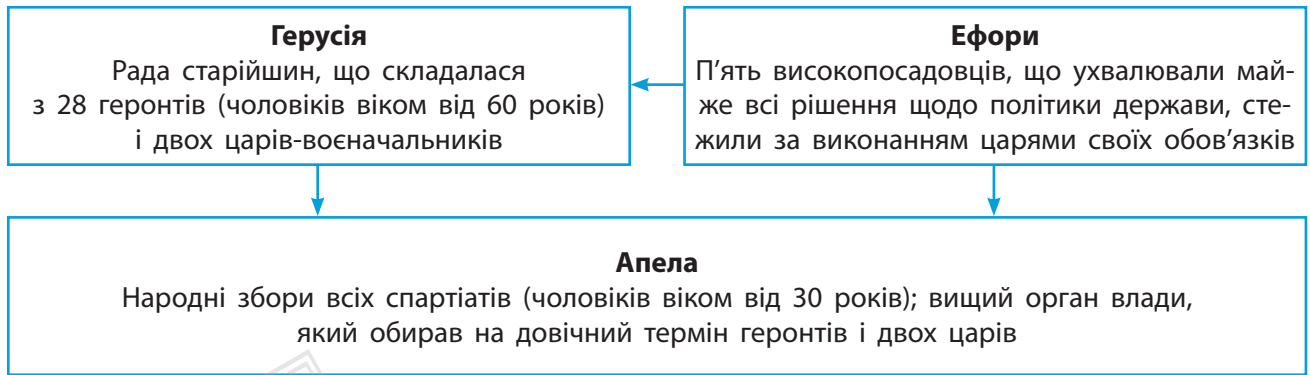 Герусія
Рада старійшин, що складалася
з 28 геронтів (чоловіків віком від 60 років)
і двох царів-воєначальників
Ефори
П’ять високопосадовців, що ухвалювали май-
же всі рішення щодо політики держави, сте-
жили за виконанням царями своїх обов’язків
Апела
Народні збори всіх спартіатів (чоловіків віком від 30 років); вищий орган влади,
який обирав на довічний термін геронтів і двох царів